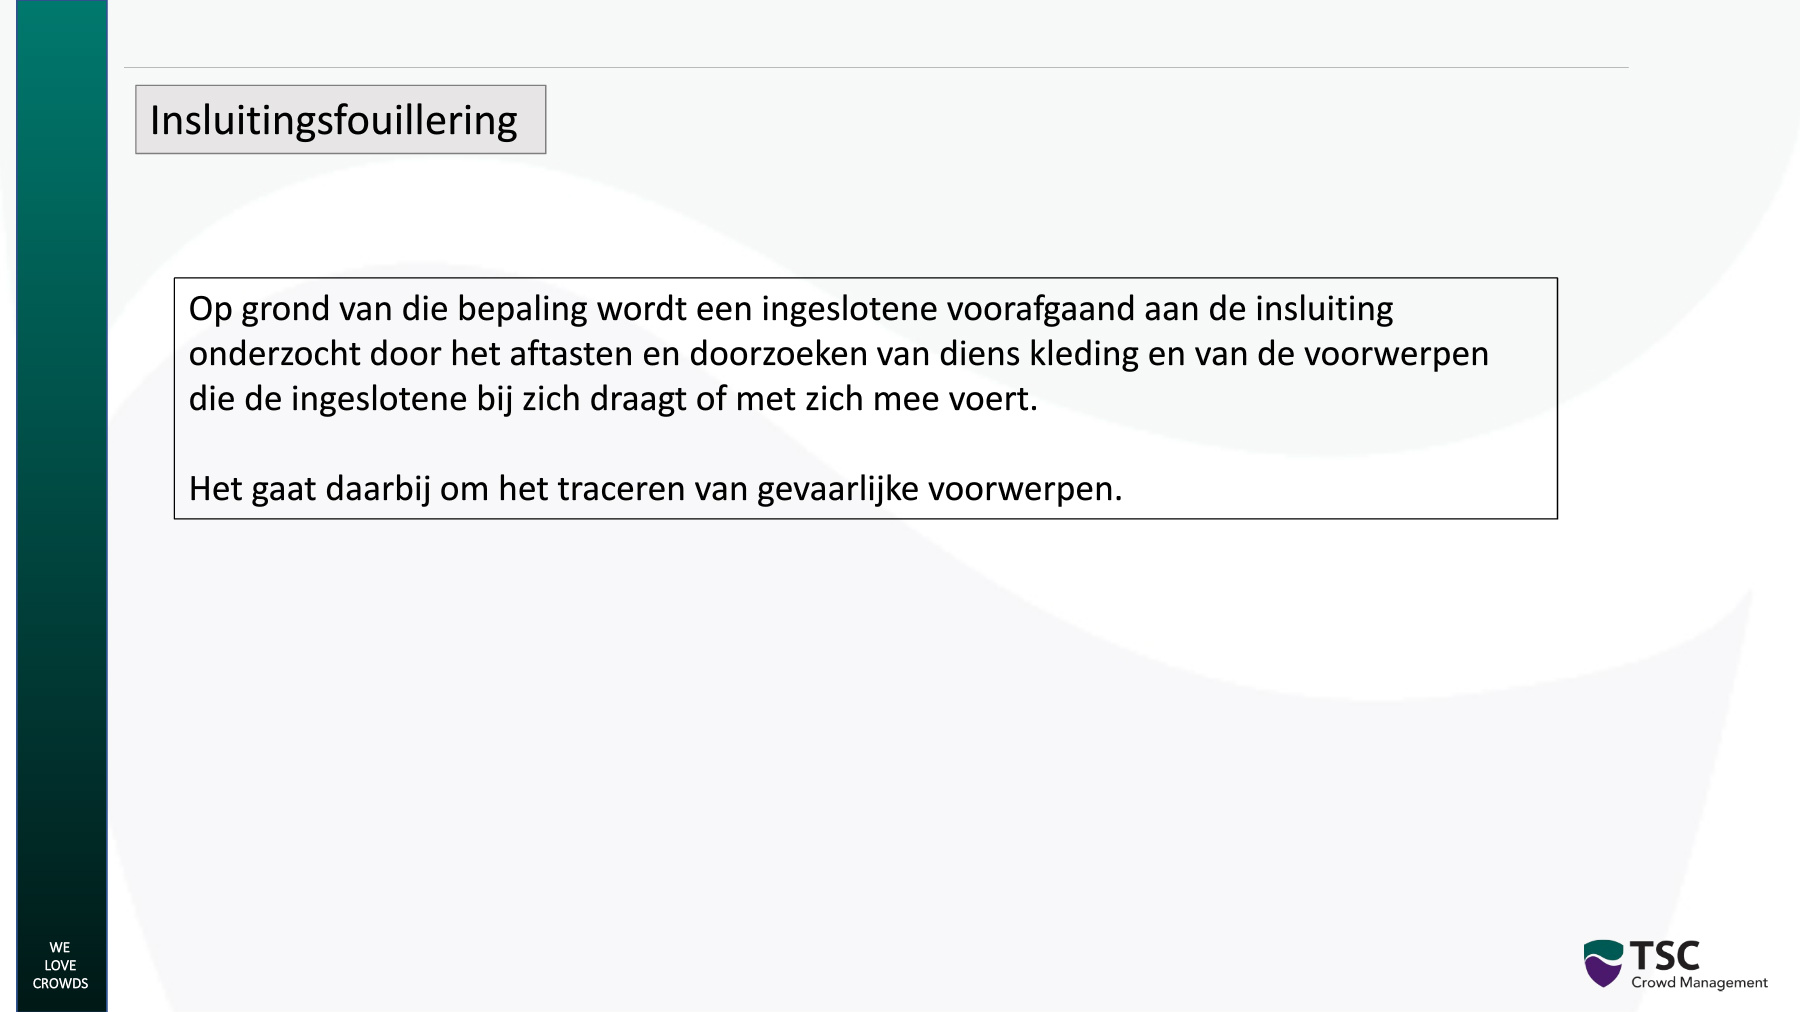 Insluitingsfouillering
Op grond van die bepaling wordt een ingeslotene voorafgaand aan de insluiting
onderzocht door het aftasten en doorzoeken van diens kleding en van de voorwerpen
die de ingeslotene bij zich draagt of met zich mee voert.
Het gaat daarbij om het traceren van gevaarlijke voorwerpen.
WE
LOVE
CROWDS
TSC
Crowd Management